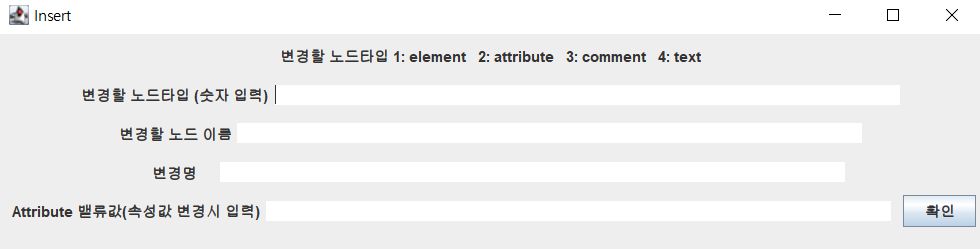 Insert
변경할 노드타입 1: element 2: attribute 3: comment 4: text
변경할 노드타입 (숫자 입력)
변경할 노드 이름
변경명
Attribute 밸류값(속성값 변경시 입력)
확인